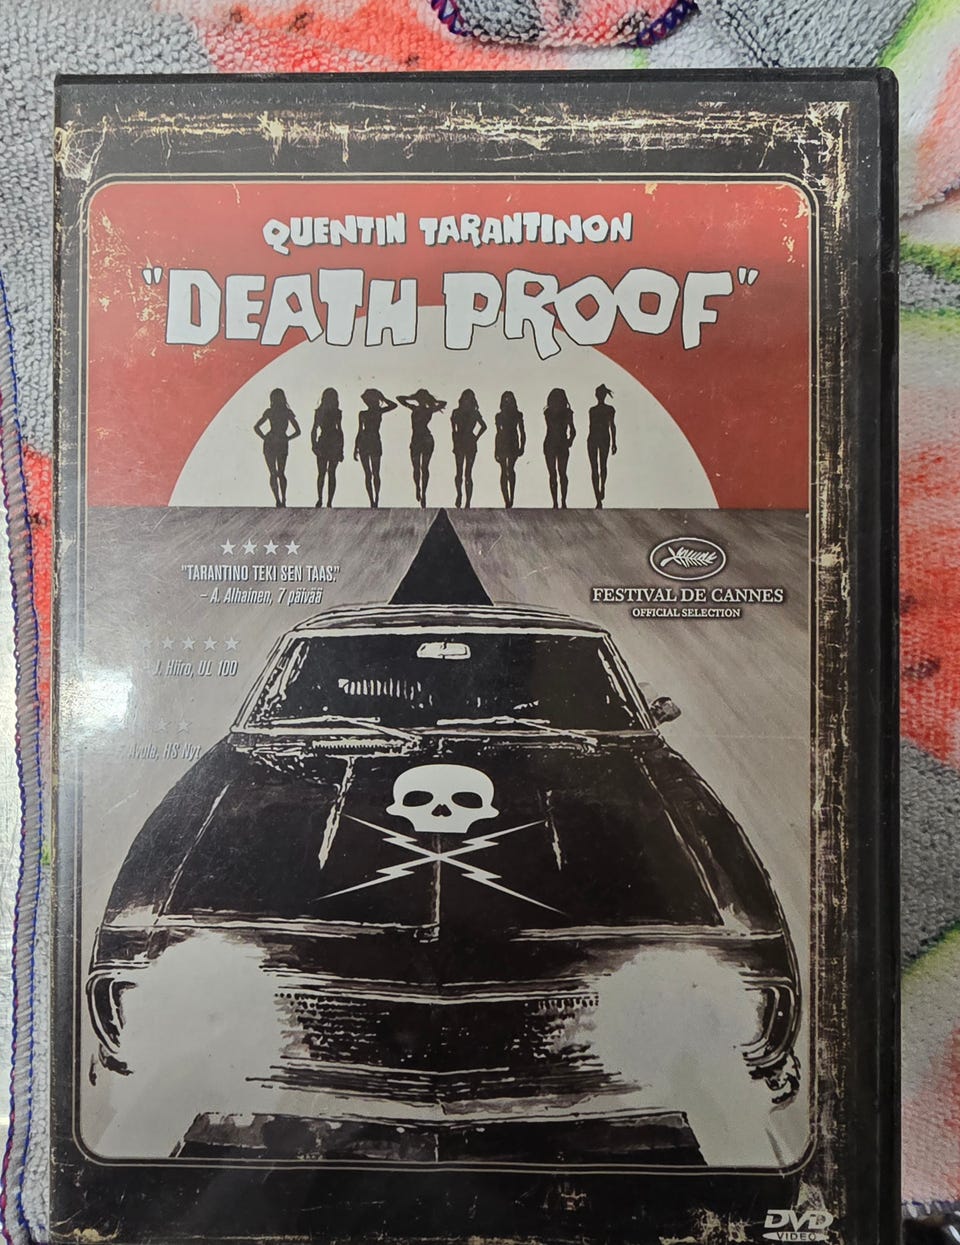 QUENTIN TARANTINON
"DEATH PROOF"
★★★★
"TARANTINO TEKI SEN TAAS."
– A. Alhainen, 7 päivää
★★★★★
J. Hiiro, UL 100
★★
HS Nyt
FESTIVAL DE CANNES
OFFICIAL SELECTION
DVD
VIDEO